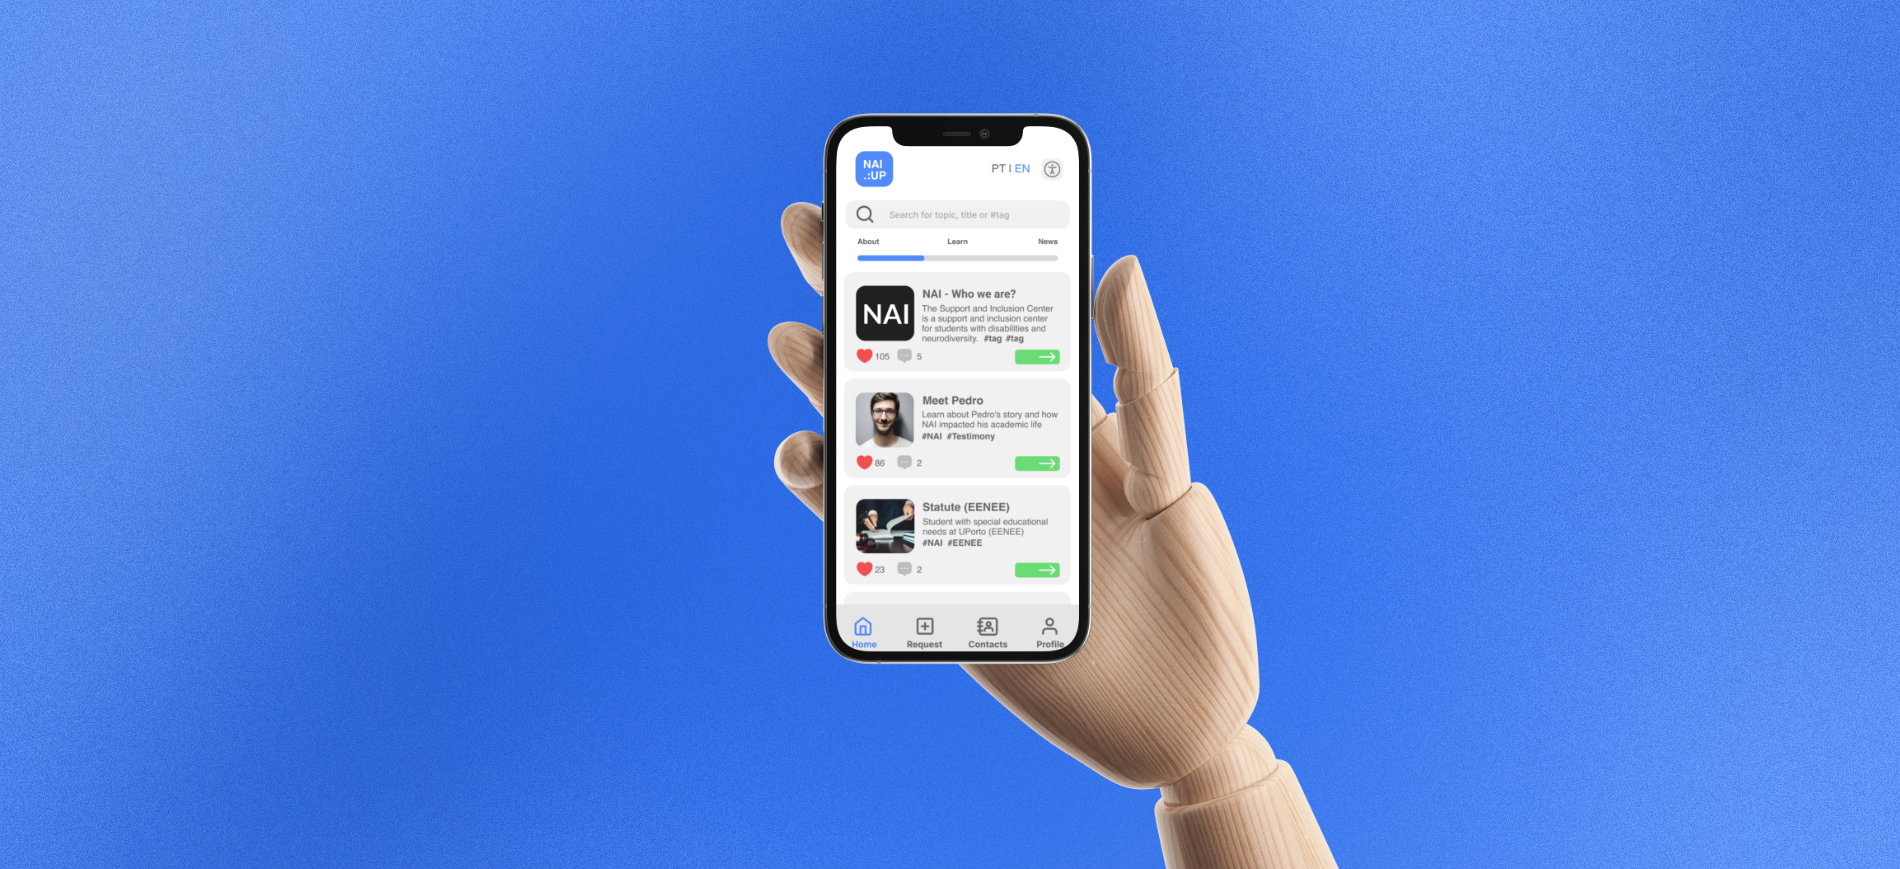 NAI
.:UP
PT | EN
Search for topic, title or #tag
About
Learn
News
NAI
NAI - Who we are?
The Support and Inclusion Center
is a support and inclusion center
for students with disabilities and
neurodiversity. #tag #tag
105
5
Meet Pedro
Learn about Pedro's story and how
NAI impacted his academic life
#NAI #Testimony
86
2
Statute (EENEE)
Student with special educational
needs at UPorto (EENEE)
#NAI #EENEE
23
2
Home
Request
Contacts
Profile